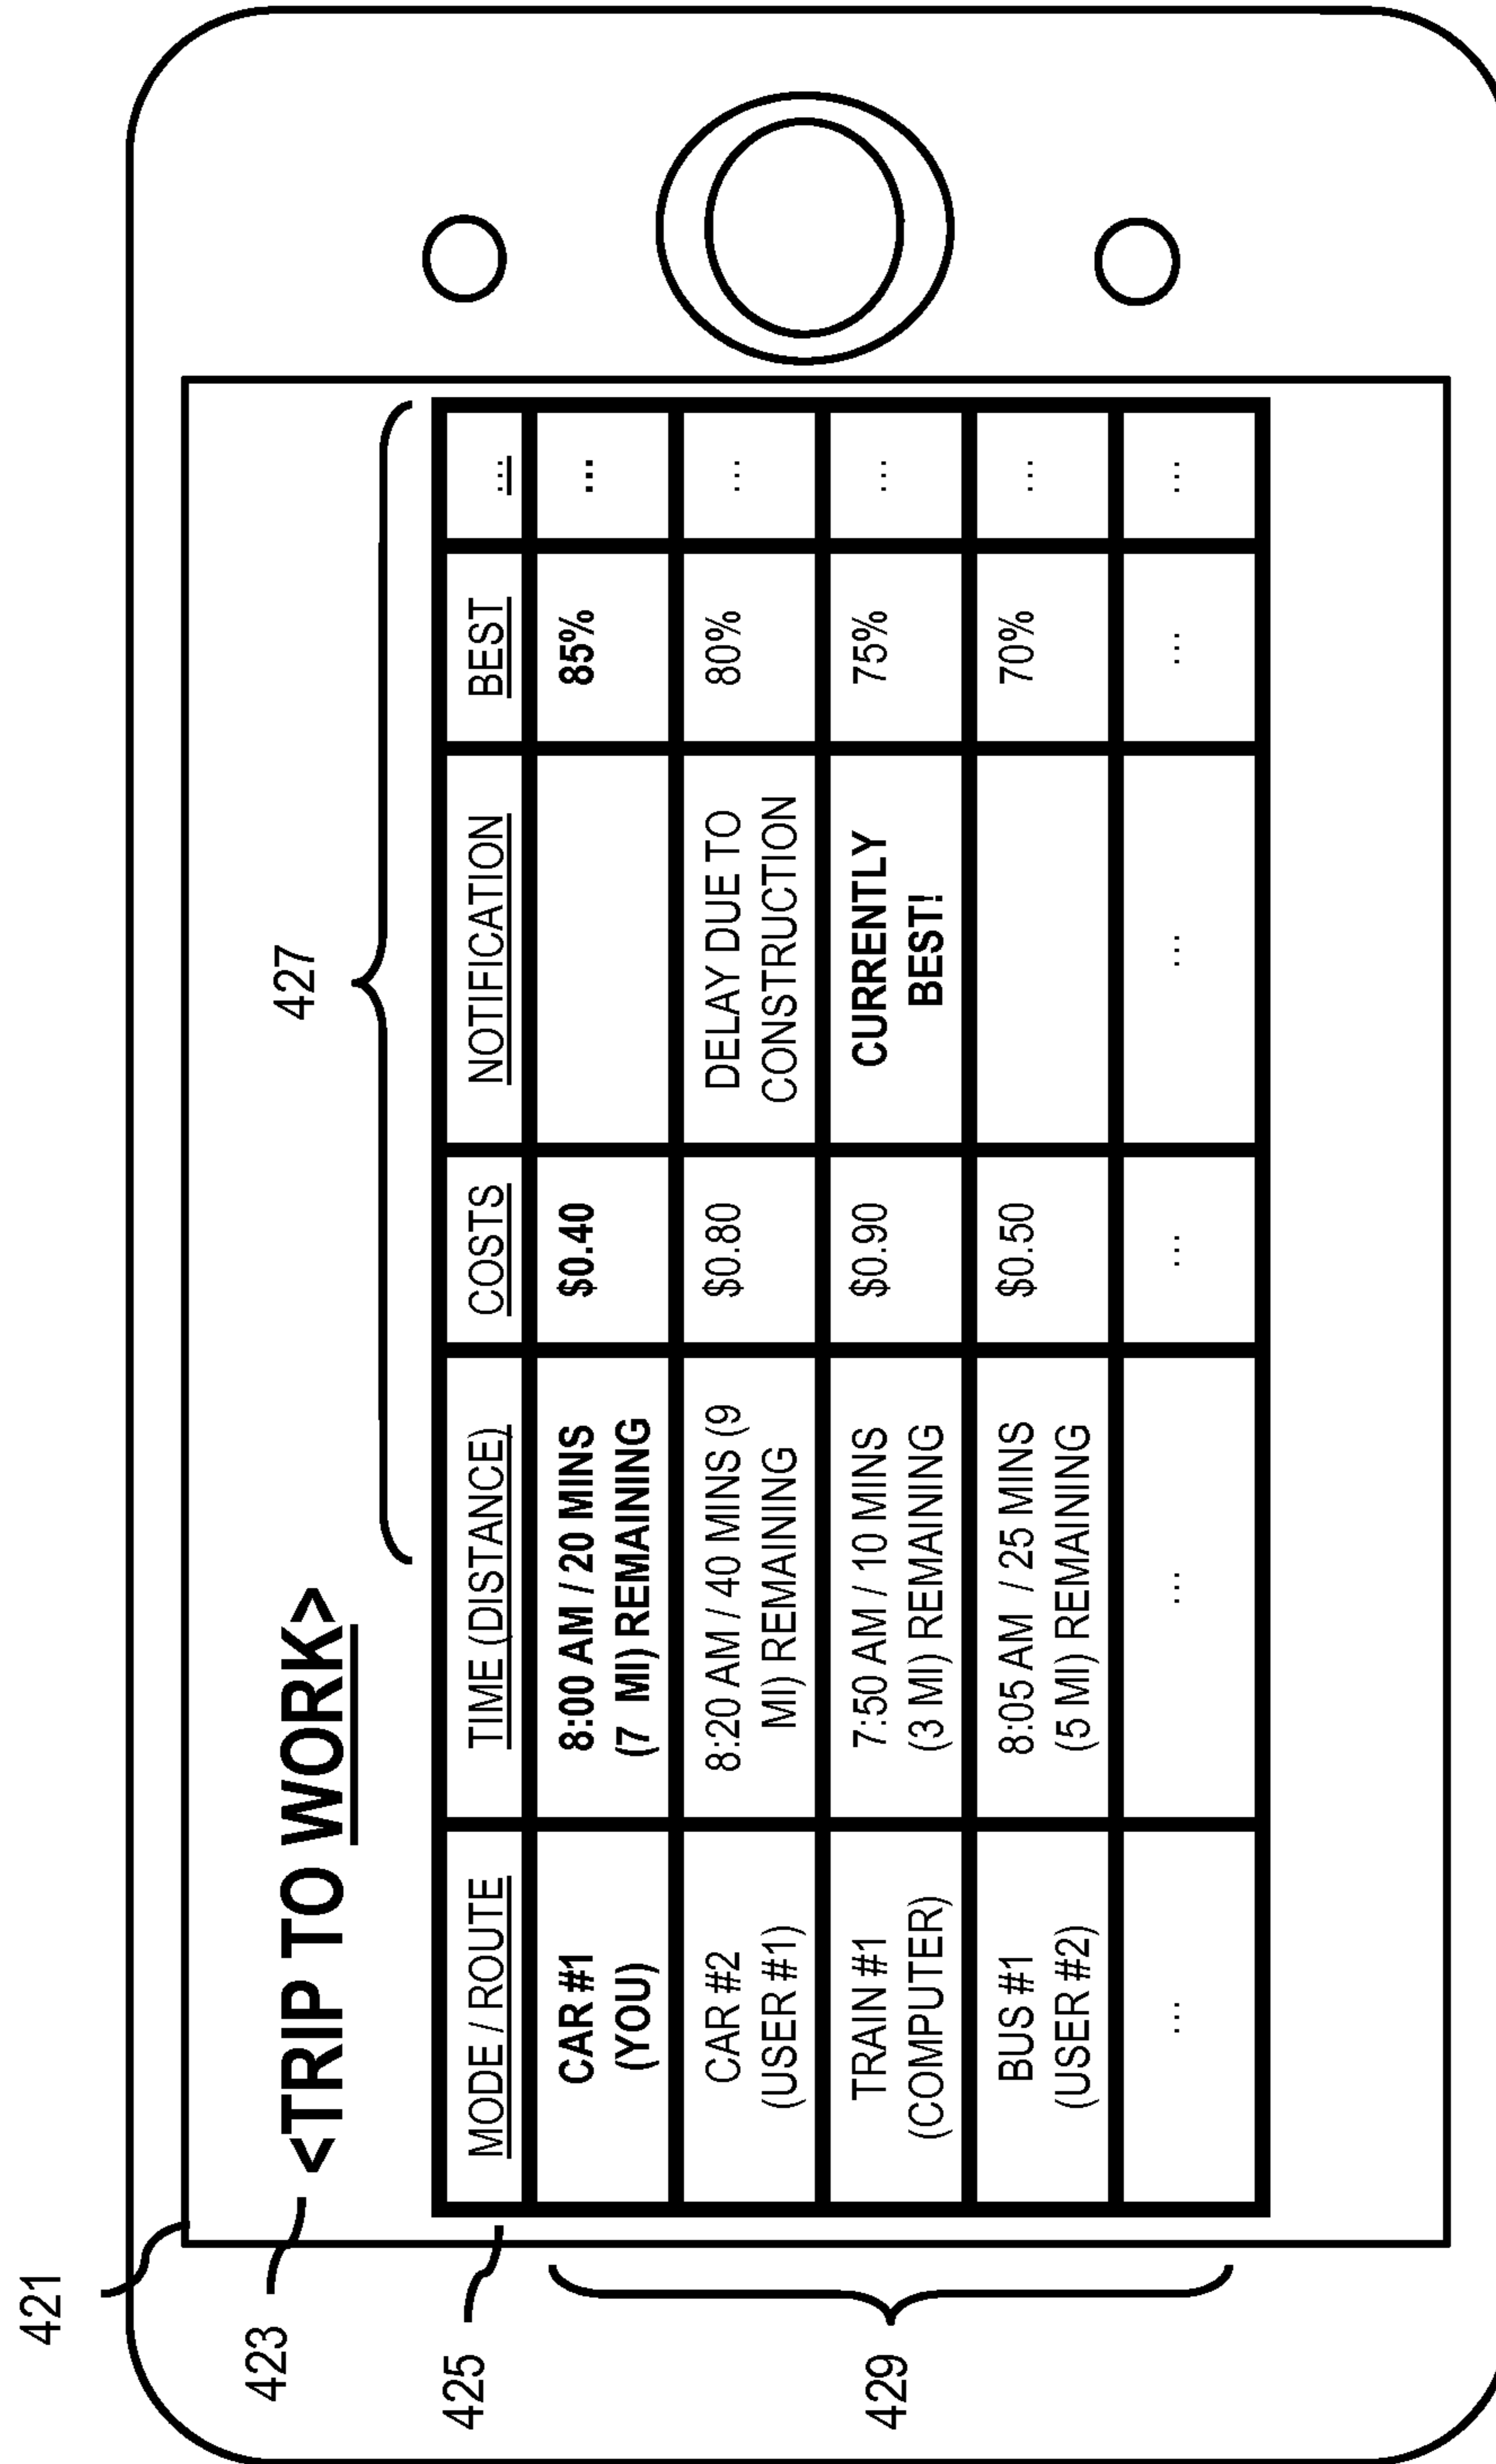 421
423
<TRIP TO WORK>
427
425
MODE / ROUTE
TIME (DISTANCE)
COSTS
NOTIFICATION
BEST
...
429
CAR #1
(YOU)
8:00 AM / 20 MINS
(7 MI) REMAINING
$0.40
85%
...
CAR #2
(USER #1)
8:20 AM / 40 MINS (9
MI) REMAINING
$0.80
DELAY DUE TO
CONSTRUCTION
80%
...
TRAIN #1
(COMPUTER)
7:50 AM / 10 MINS
(3 MI) REMAINING
$0.90
CURRENTLY
BEST!
75%
...
BUS #1
(USER #2)
8:05 AM / 25 MINS
(5 MI) REMAINING
$0.50
70%
...
...
...
...
...
...
...